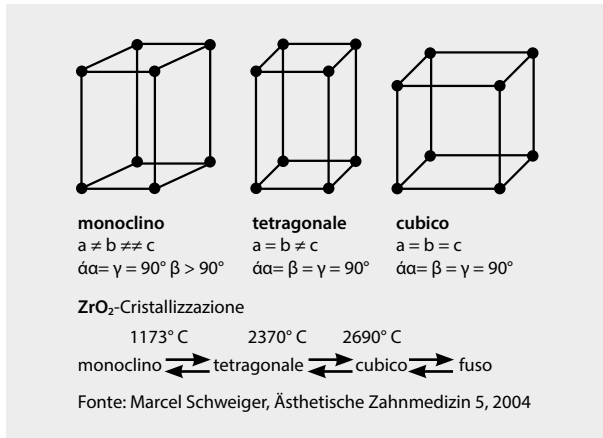 monoclino tetragonale cubico
a ≠ b ≠≠ c a = b ≠ c a = b = c
άα= γ = 90° β > 90° άα= β = γ = 90° άα= β = γ = 90°
ZrO₂-Cristallizzazione
1173° C 2370° C 2690° C
monoclino tetragonale cubico fuso
Fonte: Marcel Schweiger, Ästhetische Zahnmedizin 5, 2004